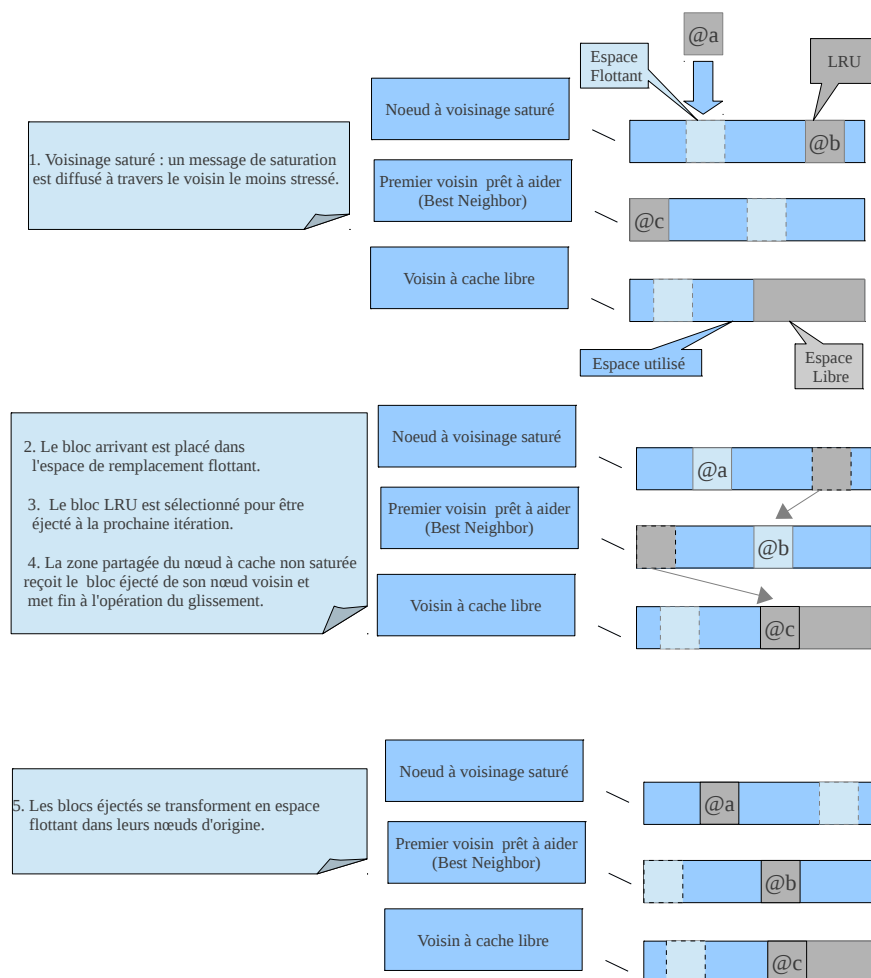 @a
Espace
Flottant
LRU
Noeud à voisinage saturé
@b
1. Voisinage saturé : un message de saturation
est diffusé à travers le voisin le moins stressé.
Premier voisin prêt à aider
(Best Neighbor)
@c
Voisin à cache libre
Espace utilisé
Espace
Libre
2. Le bloc arrivant est placé dans
l'espace de remplacement flottant.
3. Le bloc LRU est sélectionné pour être
éjecté à la prochaine itération.
4. La zone partagée du nœud à cache non saturée
reçoit le bloc éjecté de son nœud voisin et
met fin à l'opération du glissement.
Noeud à voisinage saturé
@a
Premier voisin prêt à aider
(Best Neighbor)
@b
Voisin à cache libre
@c
5. Les blocs éjectés se transforment en espace
flottant dans leurs nœuds d'origine.
Noeud à voisinage saturé
@a
Premier voisin prêt à aider
(Best Neighbor)
@b
Voisin à cache libre
@c